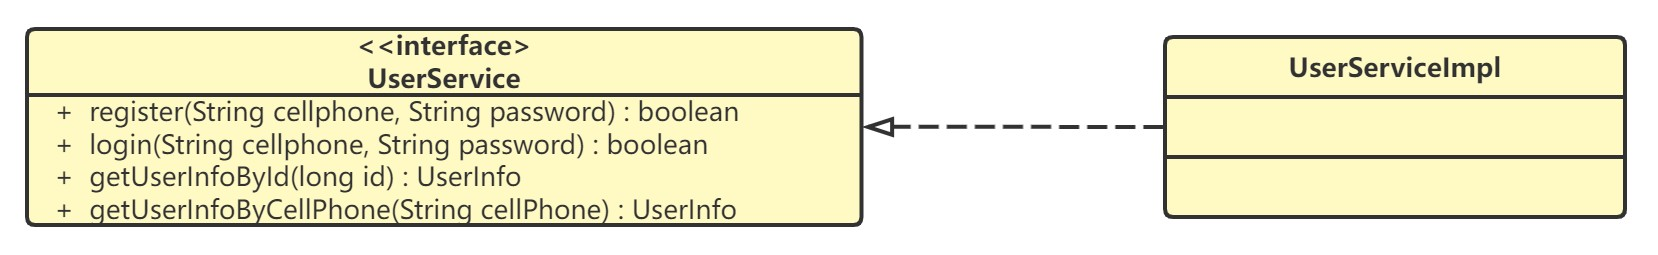 <<interface>
UserService
+ register(String cellphone, String password) : boolean
+ login(String cellphone, String password) : boolean
+ getUserInfoById(long id) : UserInfo
+ getUserInfoByCellPhone(String cellPhone) : UserInfo
UserServiceImpl